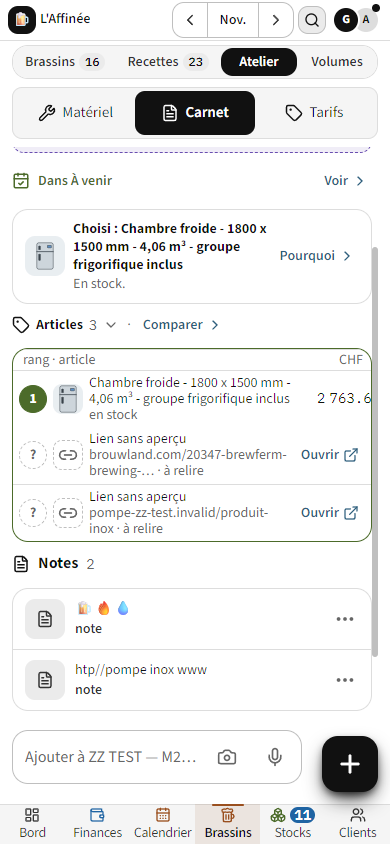 L'Affinée
Nov.
G
A
Brassins 16
Recettes 23
Atelier
Volumes
Matériel
Carnet
Tarifs
Dans À venir
Voir
Choisi : Chambre froide - 1800 x
1500 mm - 4,06 m³ - groupe
frigorifique inclus
En stock.
Pourquoi
Articles 3
·
Comparer
rang · article
CHF
1
Chambre froide - 1800 x 1500 mm -
4,06 m³ - groupe frigorifique inclus
en stock
2 763.6
?
Lien sans aperçu
brouwland.com/20347-brewferm-
brewing-… · à relire
Ouvrir
?
Lien sans aperçu
pompe-zz-test.invalid/produit-
inox · à relire
Ouvrir
Notes 2
🍺 🔥 💧
note
htp//pompe inox www
note
Ajouter à ZZ TEST — M2…
Bord
Finances
Calendrier
Brassins
11
Stocks
Clients